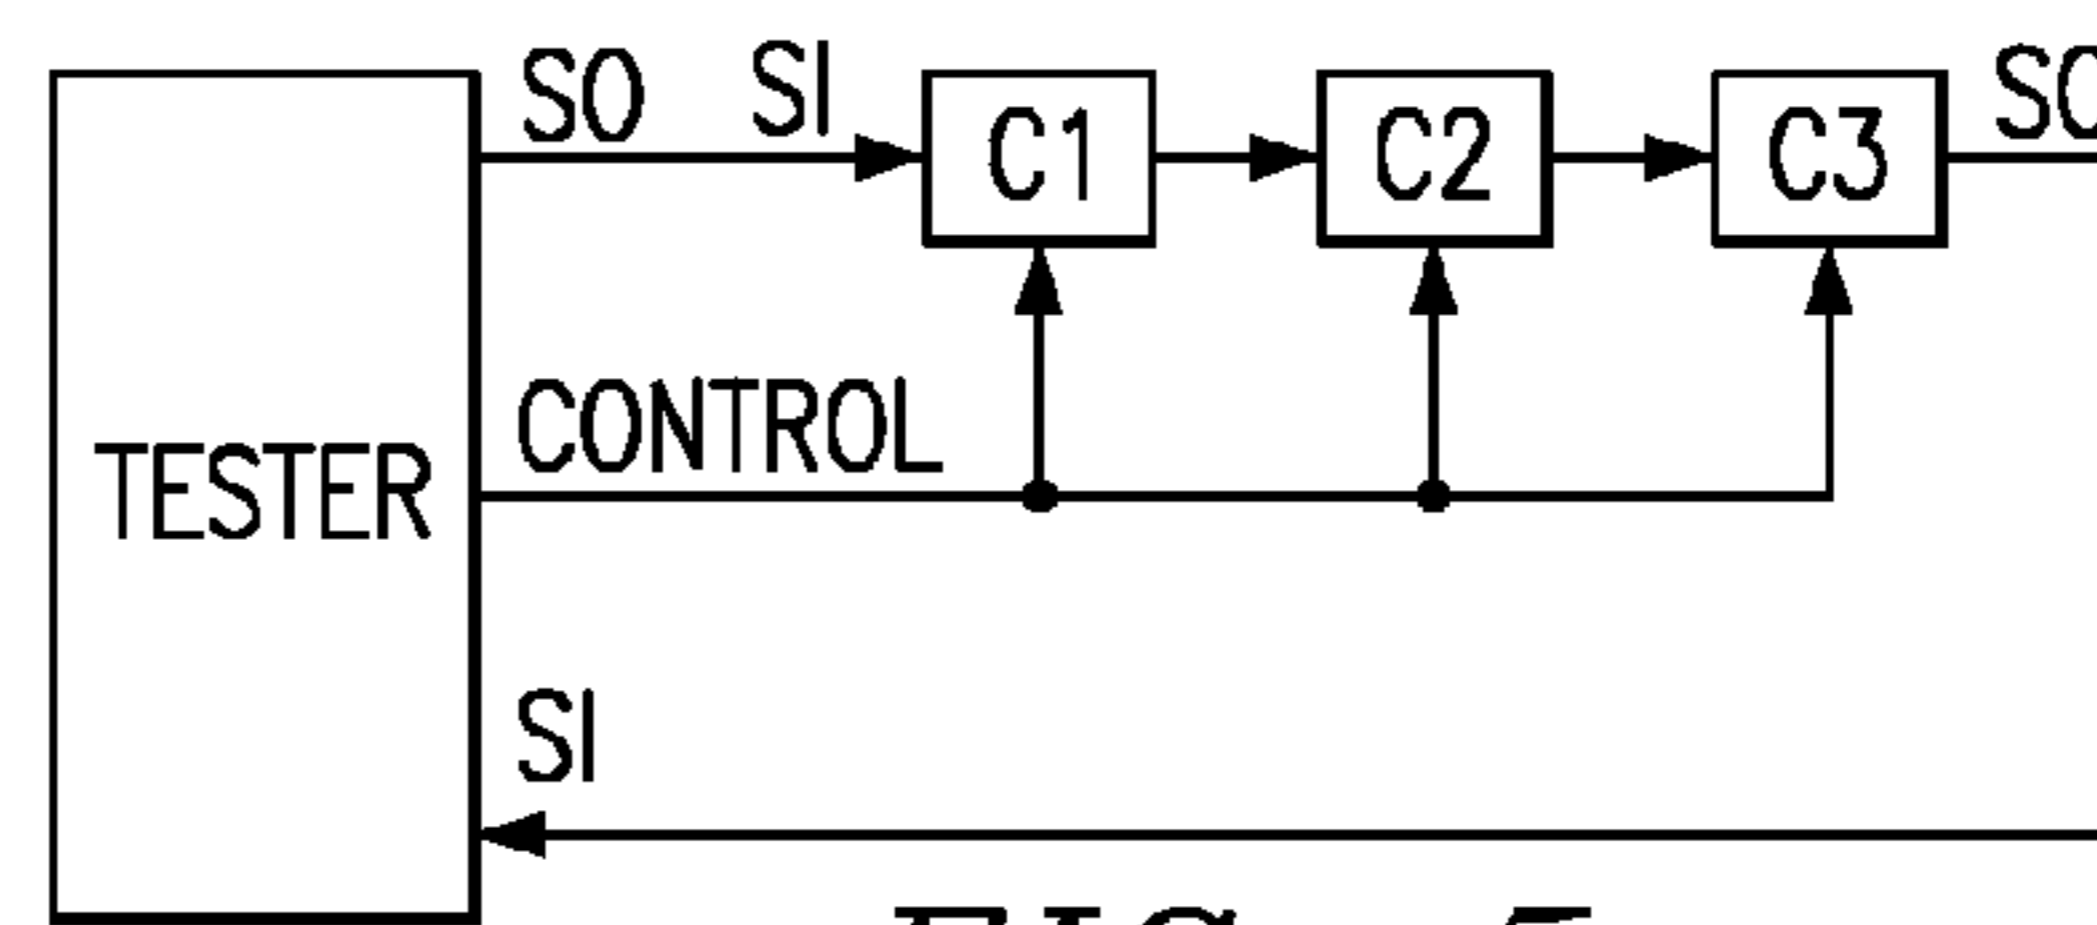 SO SI C1 C2 C3
CONTROL
TESTER
SI